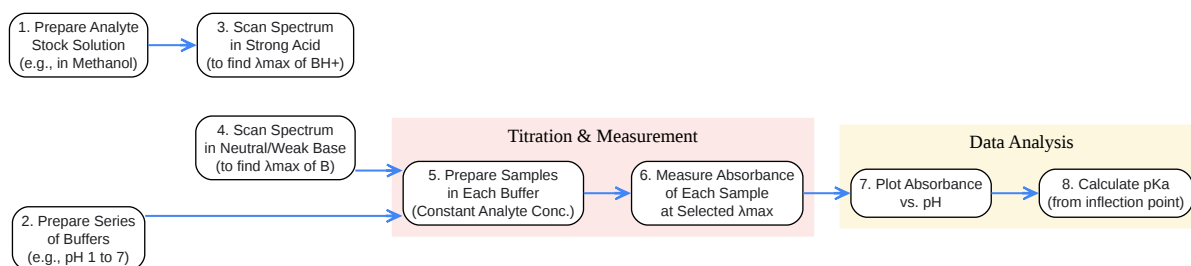 1. Prepare Analyte
Stock Solution
(e.g., in Methanol)
3. Scan Spectrum
in Strong Acid
(to find λmax of BH+)
4. Scan Spectrum
in Neutral/Weak Base
(to find λmax of B)
2. Prepare Series
of Buffers
(e.g., pH 1 to 7)
Titration & Measurement
5. Prepare Samples
in Each Buffer
(Constant Analyte Conc.)
6. Measure Absorbance
of Each Sample
at Selected λmax
Data Analysis
7. Plot Absorbance
vs. pH
8. Calculate pKa
(from inflection point)